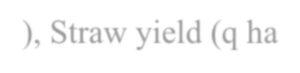 ), Straw yield (q ha